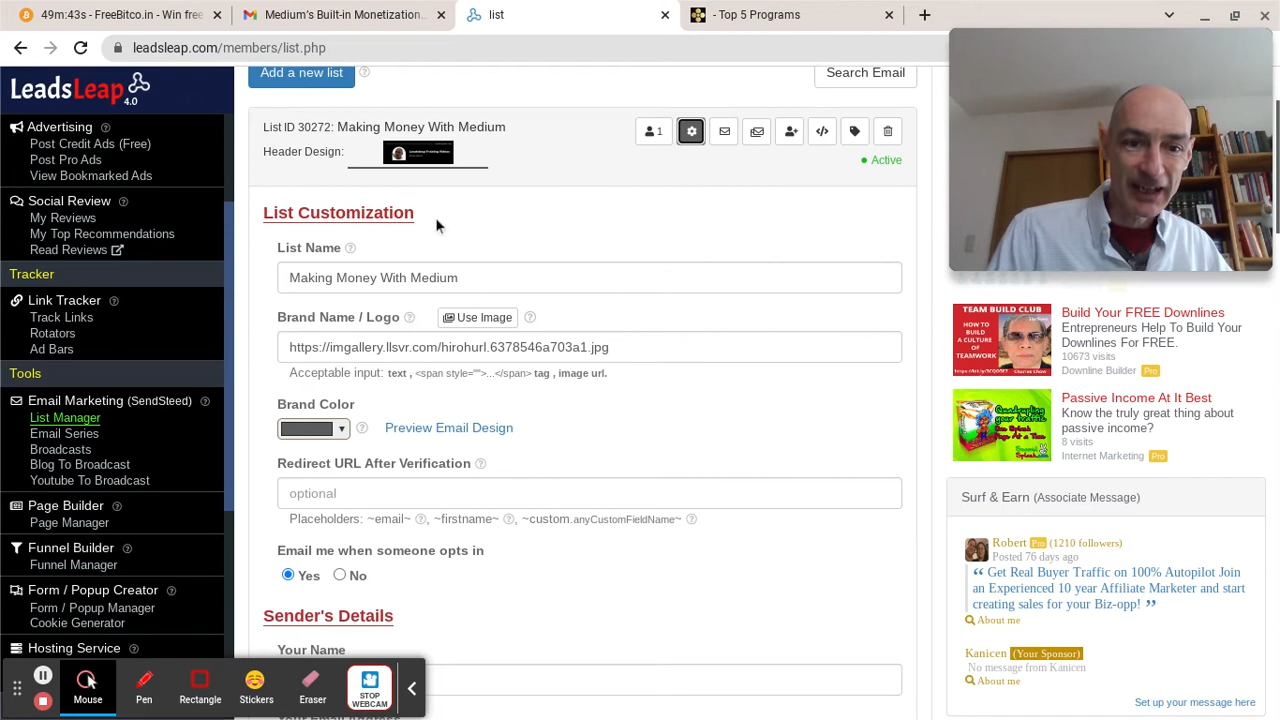 49m:43s - FreeBitco.in - Win free
Medium's Built-in Monetization
list
- Top 5 Programs
leadsleap.com/members/list.php
LeadsLeap 4.0
Advertising
Post Credit Ads (Free)
Post Pro Ads
View Bookmarked Ads
Social Review
My Reviews
My Top Recommendations
Read Reviews
Tracker
Link Tracker
Track Links
Rotators
Ad Bars
Tools
Email Marketing (SendSteed)
List Manager
Email Series
Broadcasts
Blog To Broadcast
Youtube To Broadcast
Page Builder
Page Manager
Funnel Builder
Funnel Manager
Form / Popup Creator
Form / Popup Manager
Cookie Generator
Hosting Service
Add a new list
Search Email
List ID 30272: Making Money With Medium
1
Header Design:
Active
List Customization
List Name
Making Money With Medium
Brand Name / Logo
Use Image
https://imgallery.llsvr.com/hirohurl.6378546a703a1.jpg
Acceptable input: text , <span style="">...</span> tag , image url.
Brand Color
Preview Email Design
Redirect URL After Verification
optional
Placeholders: ~email~ , ~firstname~ , ~custom.anyCustomFieldName~
Email me when someone opts in
Yes
No
Sender's Details
Your Name
TEAM BUILD CLUB
HOW TO BUILD A CULTURE OF TEAMWORK
Build Your FREE Downlines
Entrepreneurs Help To Build Your Downlines For FREE.
10673 visits
Downline Builder Pro
Passive Income At It Best
Know the truly great thing about passive income?
8 visits
Internet Marketing Pro
Surf & Earn (Associate Message)
Robert Pro (1210 followers)
Posted 76 days ago
Get Real Buyer Traffic on 100% Autopilot Join
an Experienced 10 year Affiliate Marketer and start
creating sales for your Biz-opp!
About me
Kanicen (Your Sponsor)
No message from Kanicen
About me
Set up your message here
Mouse
Pen
Rectangle
Stickers
Eraser
STOP WEBCAM